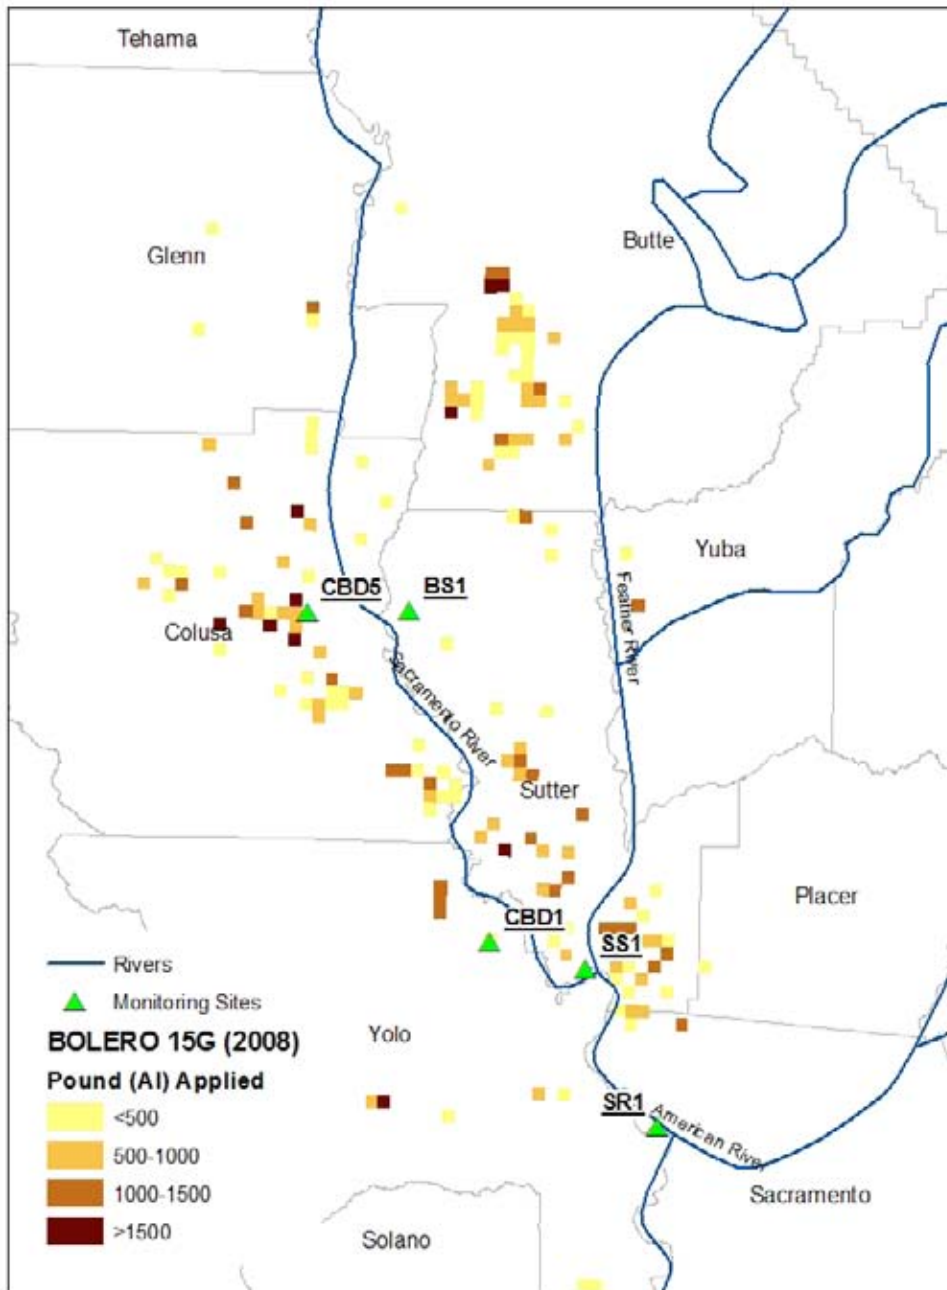 Tehama
Butte
Glenn
Yuba
CBD5
BS1
Feather River
Colusa
Sacramento River
Sutter
Placer
CBD1
SS1
Rivers
Monitoring Sites
Yolo
BOLERO 15G (2008)
Pound (AI) Applied
<500
500-1000
1000-1500
>1500
SR1
American River
Sacramento
Solano